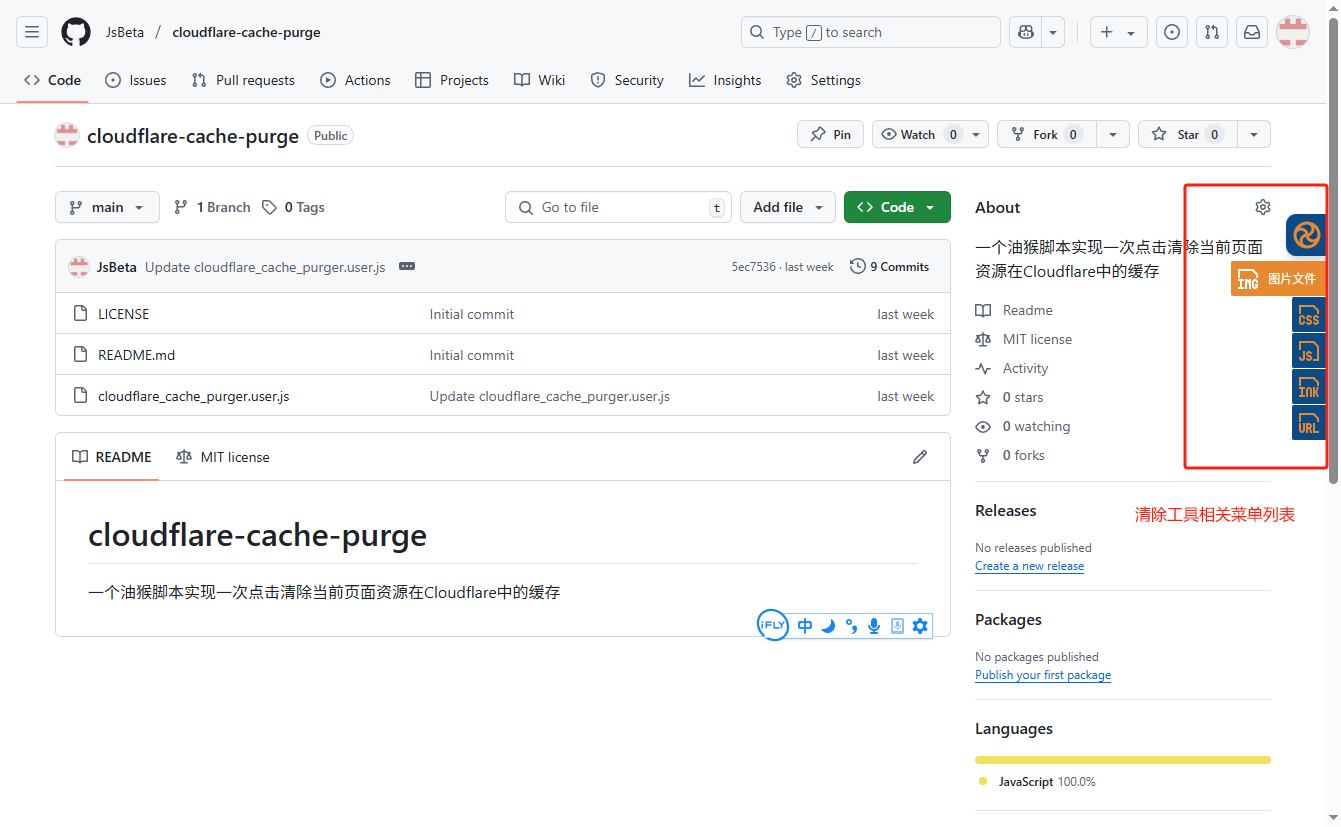 JsBeta / cloudflare-cache-purge
Type / to search
Code
Issues
Pull requests
Actions
Projects
Wiki
Security
Insights
Settings
cloudflare-cache-purge Public
Pin
Watch 0
Fork 0
Star 0
main
1 Branch
0 Tags
Go to file t
Add file
Code
JsBeta Update cloudflare_cache_purger.user.js
5ec7536 · last week
9 Commits
LICENSE Initial commit last week
README.md Initial commit last week
cloudflare_cache_purger.user.js Update cloudflare_cache_purger.user.js last week
README
MIT license
cloudflare-cache-purge
一个油猴脚本实现一次点击清除当前页面资源在Cloudflare中的缓存
iFLY 中
About
一个油猴脚本实现一次点击清除当前页面
资源在Cloudflare中的缓存
Readme
MIT license
Activity
0 stars
0 watching
0 forks
IMG 图片文件
CSS
JS
INK
URL
清除工具相关菜单列表
Releases
No releases published
Create a new release
Packages
No packages published
Publish your first package
Languages
JavaScript 100.0%